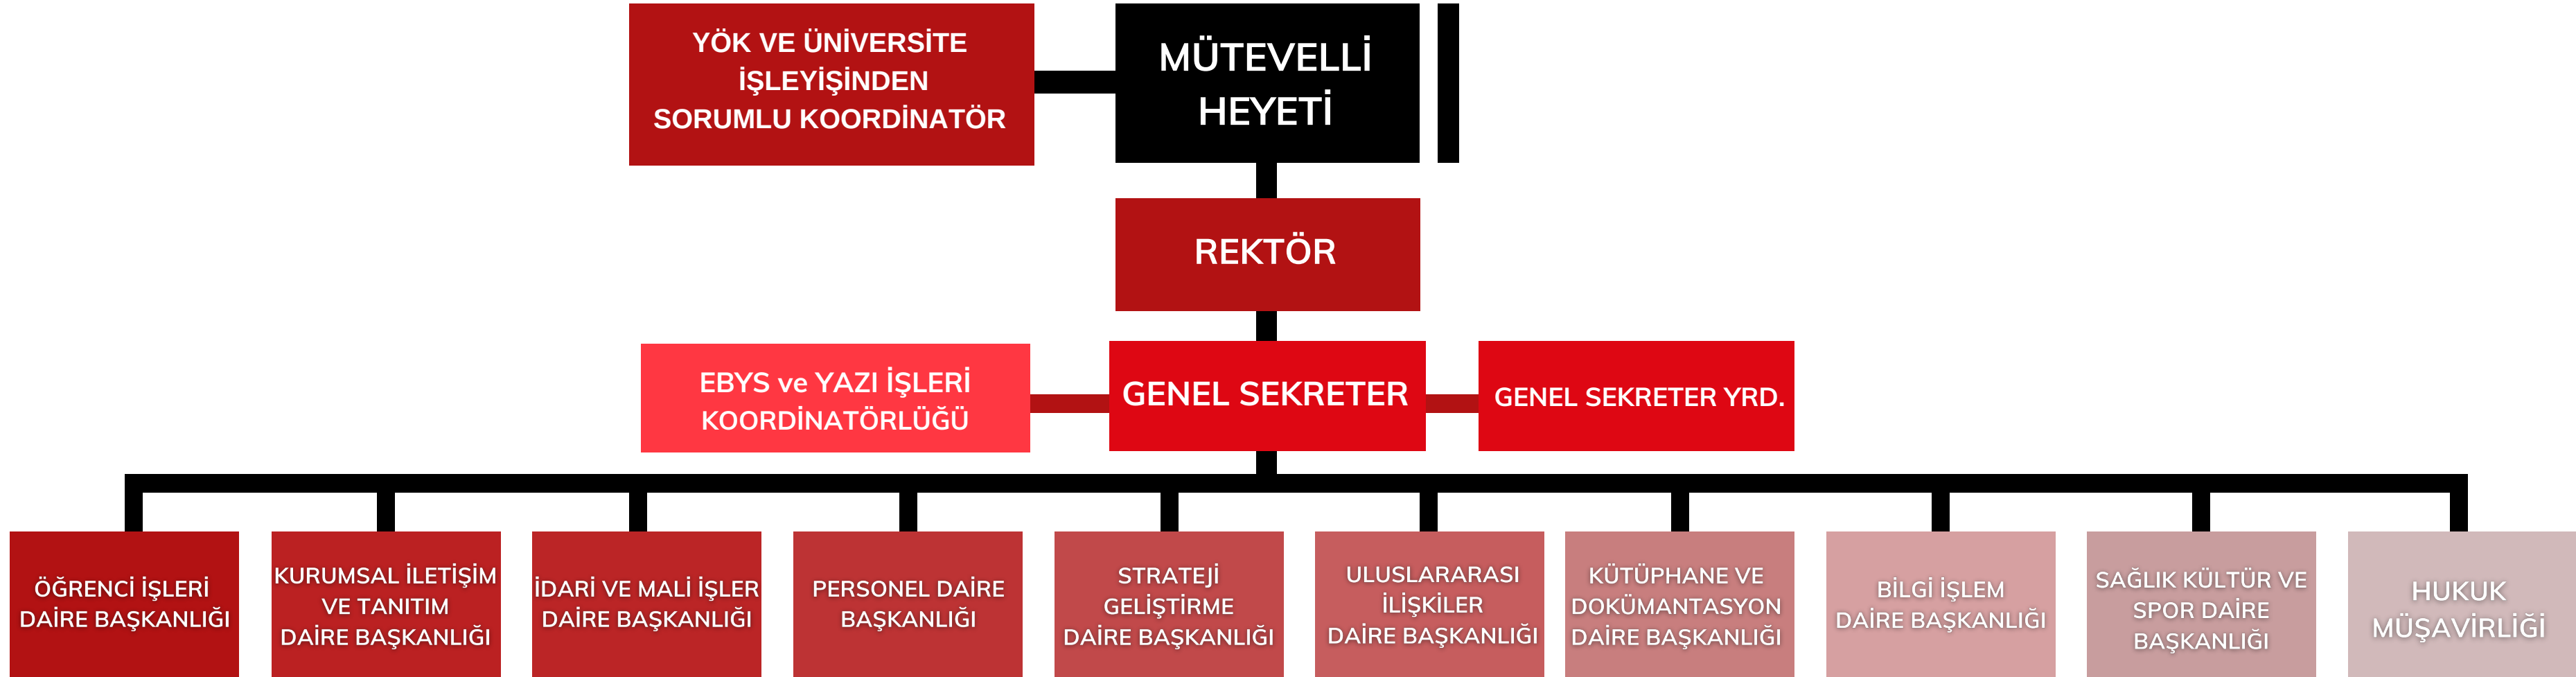 YÖK VE ÜNİVERSİTE
İŞLEYİŞİNDEN
SORUMLU KOORDİNATÖR
MÜTEVELLİ
HEYETİ
REKTÖR
EBYS ve YAZI İŞLERİ
KOORDİNATÖRLÜĞÜ
GENEL SEKRETER
GENEL SEKRETER YRD.
ÖĞRENCİ İŞLERİ
DAİRE BAŞKANLIĞI
KURUMSAL İLETİŞİM
VE TANITIM
DAİRE BAŞKANLIĞI
İDARİ VE MALİ İŞLER
DAİRE BAŞKANLIĞI
PERSONEL DAİRE
BAŞKANLIĞI
STRATEJİ
GELİŞTİRME
DAİRE BAŞKANLIĞI
ULUSLARARASI
İLİŞKİLER
DAİRE BAŞKANLIĞI
KÜTÜPHANE VE
DOKÜMANTASYON
DAİRE BAŞKANLIĞI
BİLGİ İŞLEM
DAİRE BAŞKANLIĞI
SAĞLIK KÜLTÜR VE
SPOR DAİRE
BAŞKANLIĞI
HUKUK
MÜŞAVİRLİĞİ